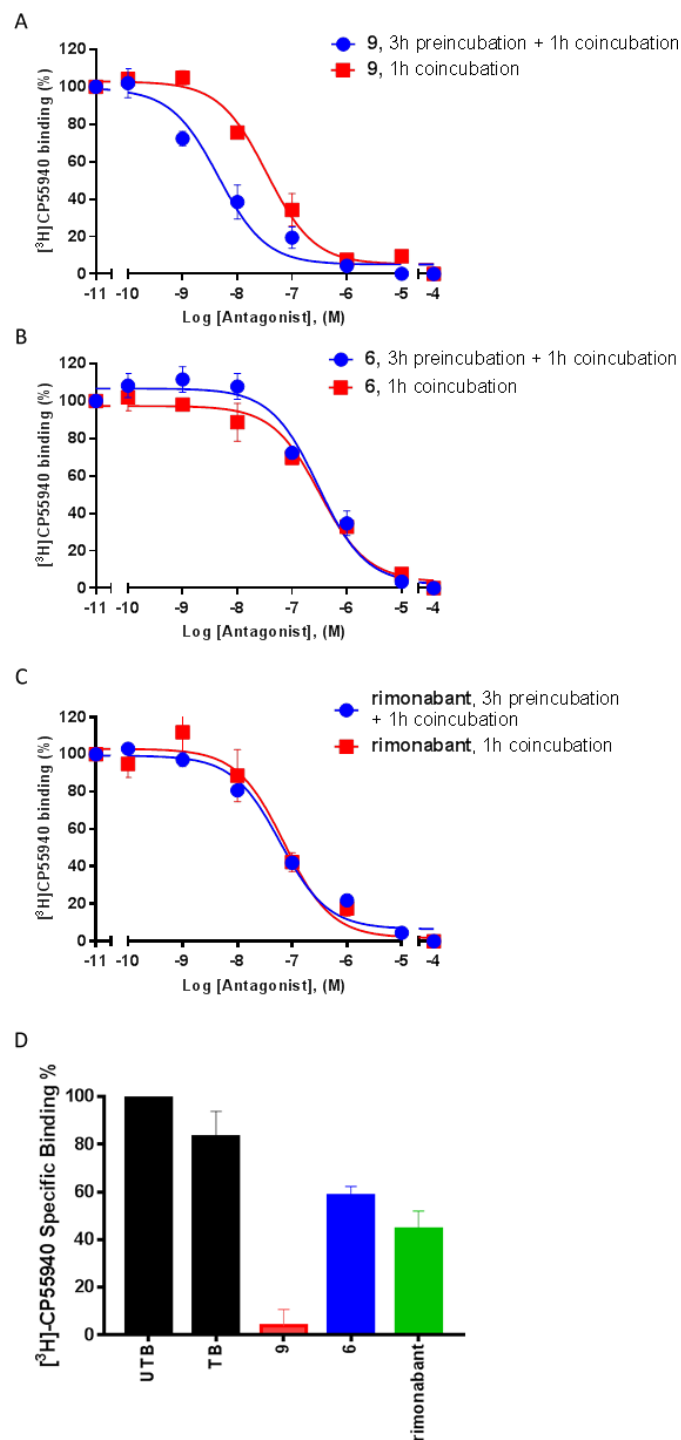 A
9, 3h preincubation + 1h coincubation
9, 1h coincubation
[³H]CP55940 binding (%)
120
100
80
60
40
20
0
-11 -10 -9 -8 -7 -6 -5 -4
Log [Antagonist], (M)
B
6, 3h preincubation + 1h coincubation
6, 1h coincubation
[³H]CP55940 binding (%)
120
100
80
60
40
20
0
-11 -10 -9 -8 -7 -6 -5 -4
Log [Antagonist], (M)
C
rimonabant, 3h preincubation
+ 1h coincubation
rimonabant, 1h coincubation
[³H]CP55940 binding (%)
120
100
80
60
40
20
0
-11 -10 -9 -8 -7 -6 -5 -4
Log [Antagonist], (M)
D
[³H]-CP55940 Specific Binding %
100
80
60
40
20
0
UTB
TB
9
6
rimonabant